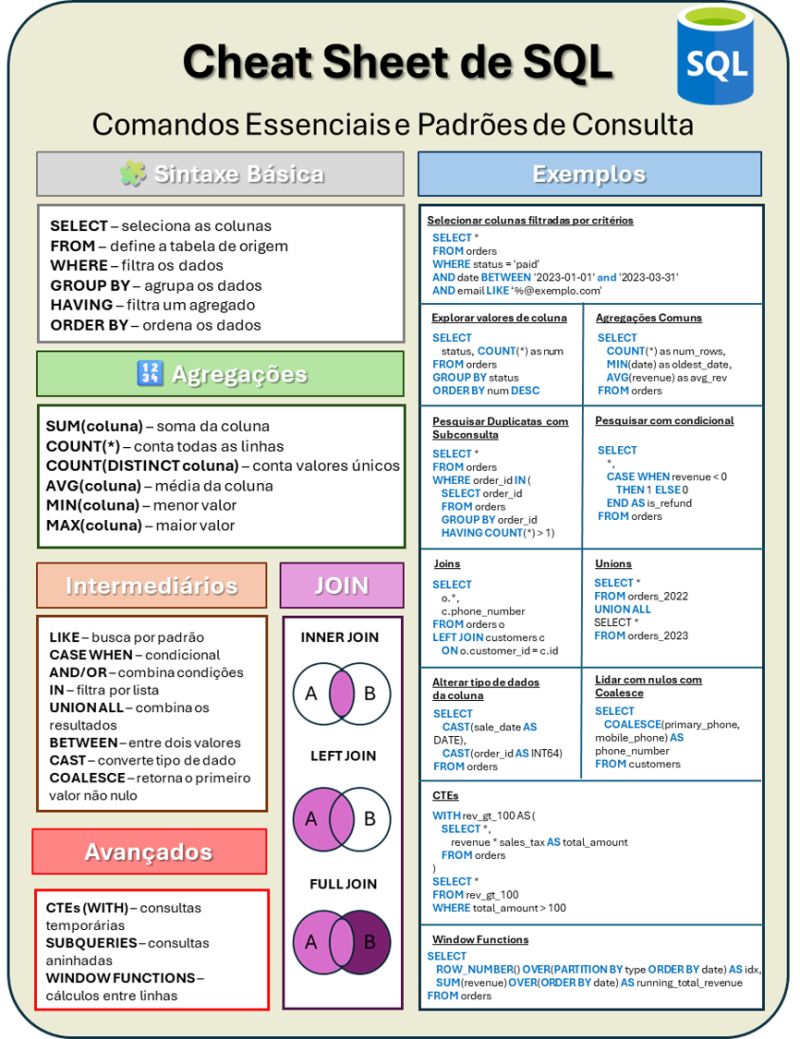 Cheat Sheet de SQL
SQL
Comandos Essenciais e Padrões de Consulta
Sintaxe Básica
SELECT – seleciona as colunas
FROM – define a tabela de origem
WHERE – filtra os dados
GROUP BY – agrupa os dados
HAVING – filtra um agregado
ORDER BY – ordena os dados
1234 Agregações
SUM(coluna) – soma da coluna
COUNT(*) – conta todas as linhas
COUNT(DISTINCT coluna) – conta valores únicos
AVG(coluna) – média da coluna
MIN(coluna) – menor valor
MAX(coluna) – maior valor
Intermediários
LIKE – busca por padrão
CASE WHEN – condicional
AND/OR – combina condições
IN – filtra por lista
UNION ALL – combina os
resultados
BETWEEN – entre dois valores
CAST – converte tipo de dado
COALESCE – retorna o primeiro
valor não nulo
Avançados
CTEs (WITH) – consultas
temporárias
SUBQUERIES – consultas
aninhadas
WINDOW FUNCTIONS –
cálculos entre linhas
JOIN
INNER JOIN
A B
LEFT JOIN
A B
FULL JOIN
A B
Exemplos
Selecionar colunas filtradas por critérios
SELECT *
FROM orders
WHERE status = 'paid'
AND date BETWEEN '2023-01-01' and '2023-03-31'
AND email LIKE '%@exemplo.com'
Explorar valores de coluna
SELECT
status, COUNT(*) as num
FROM orders
GROUP BY status
ORDER BY num DESC
Agregações Comuns
SELECT
COUNT(*) as num_rows,
MIN(date) as oldest_date,
AVG(revenue) as avg_rev
FROM orders
Pesquisar Duplicatas com
Subconsulta
SELECT *
FROM orders
WHERE order_id IN (
SELECT order_id
FROM orders
GROUP BY order_id
HAVING COUNT(*) > 1)
Pesquisar com condicional
SELECT
*,
CASE WHEN revenue < 0
THEN 1 ELSE 0
END AS is_refund
FROM orders
Joins
SELECT
o.*,
c.phone_number
FROM orders o
LEFT JOIN customers c
ON o.customer_id = c.id
Unions
SELECT *
FROM orders_2022
UNION ALL
SELECT *
FROM orders_2023
Alterar tipo de dados
da coluna
SELECT
CAST(sale_date AS
DATE),
CAST(order_id AS INT64)
FROM orders
Lidar com nulos com
Coalesce
SELECT
COALESCE(primary_phone,
mobile_phone) AS
phone_number
FROM customers
CTEs
WITH rev_gt_100 AS (
SELECT *,
revenue * sales_tax AS total_amount
FROM orders
)
SELECT *
FROM rev_gt_100
WHERE total_amount > 100
Window Functions
SELECT
ROW_NUMBER() OVER(PARTITION BY type ORDER BY date) AS idx,
SUM(revenue) OVER(ORDER BY date) AS running_total_revenue
FROM orders